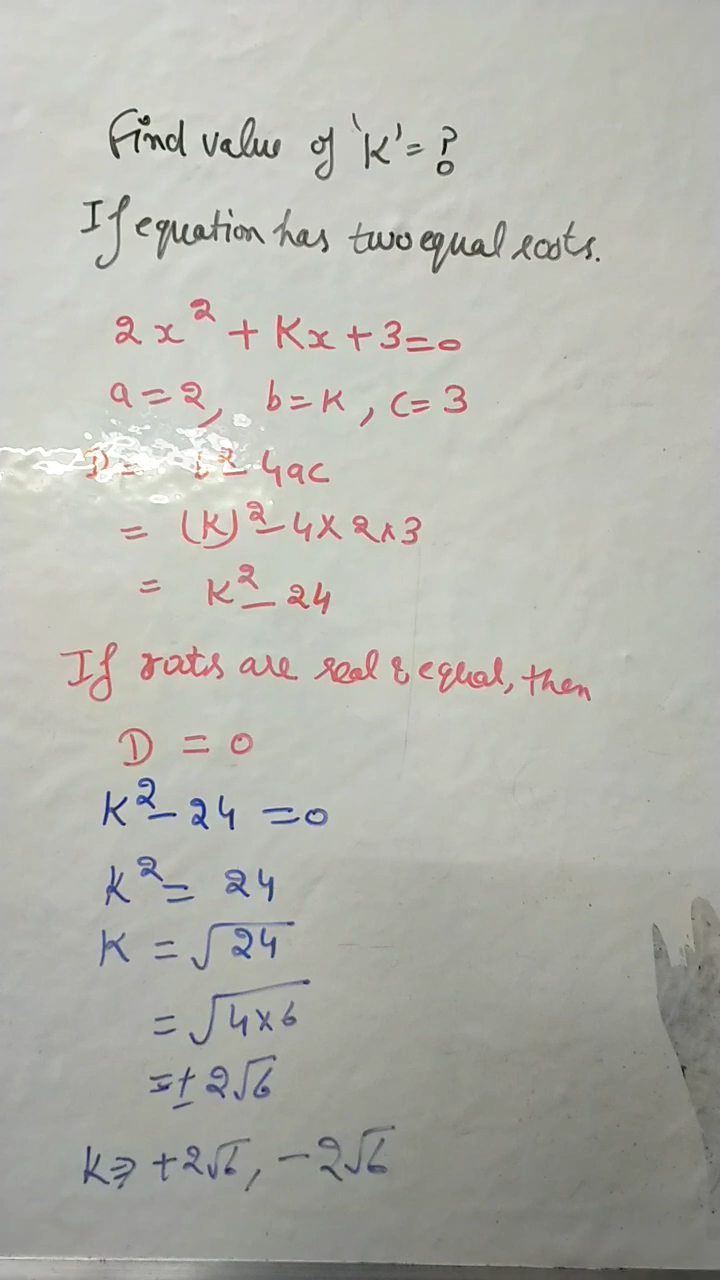 Find value of 'K'=?
If equation has two equal roots.
2x² + Kx + 3=0
a=2, b=K, c=3
D= b²-4ac
= (K)²-4×2×3
= K²-24
If roots are real & equal, then
D = 0
K²-24 =0
K²= 24
K = √24
= √4×6
=± 2√6
K⇒ +2√6, -2√6